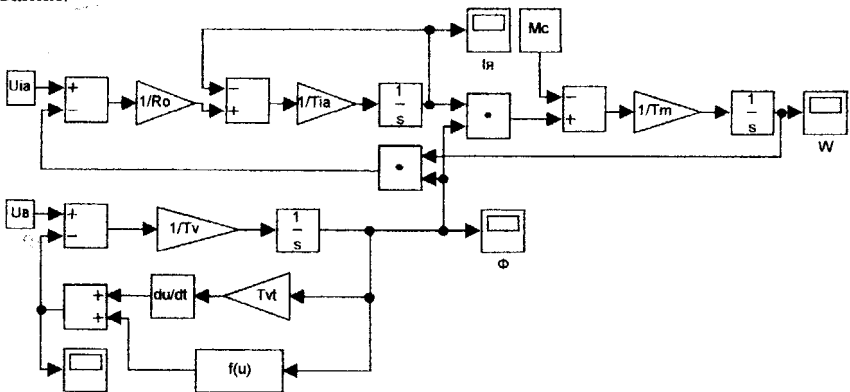 Mc
Iя
Uia
+
−
1/Ro
−
+
1/Tia
1
s
−
+
1/Tm
1
s
W
Uв
+
−
1/Tv
1
s
Φ
+
+
du/dt
Tvt
f(u)